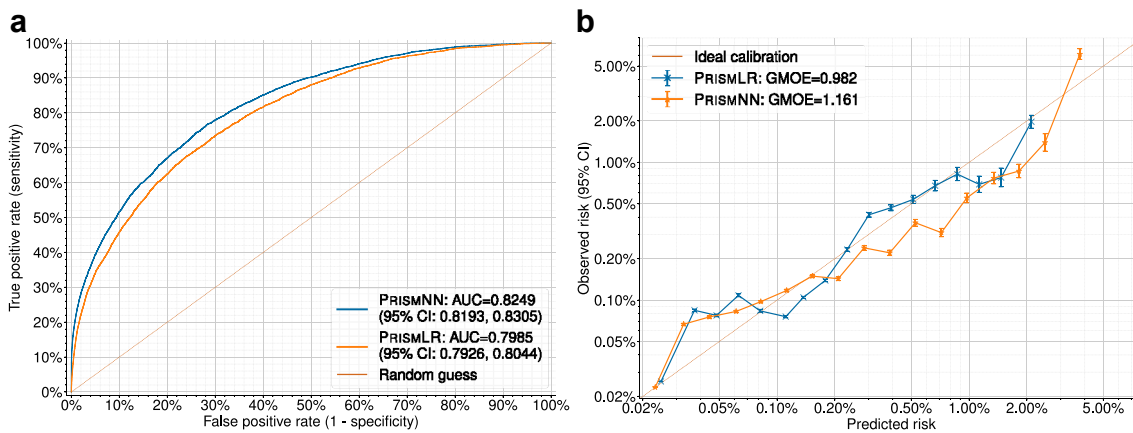 a
100%
90%
80%
70%
60%
50%
40%
30%
20%
10%
0%
True positive rate (sensitivity)
PRISMNN: AUC=0.8249
(95% CI: 0.8193, 0.8305)
PRISMLR: AUC=0.7985
(95% CI: 0.7926, 0.8044)
Random guess
0% 10% 20% 30% 40% 50% 60% 70% 80% 90% 100%
False positive rate (1 - specificity)
b
Ideal calibration
PRISMLR: GMOE=0.982
PRISMNN: GMOE=1.161
5.00%
2.00%
1.00%
0.50%
0.20%
0.10%
0.05%
0.02%
Observed risk (95% CI)
0.02% 0.05% 0.10% 0.20% 0.50% 1.00% 2.00% 5.00%
Predicted risk